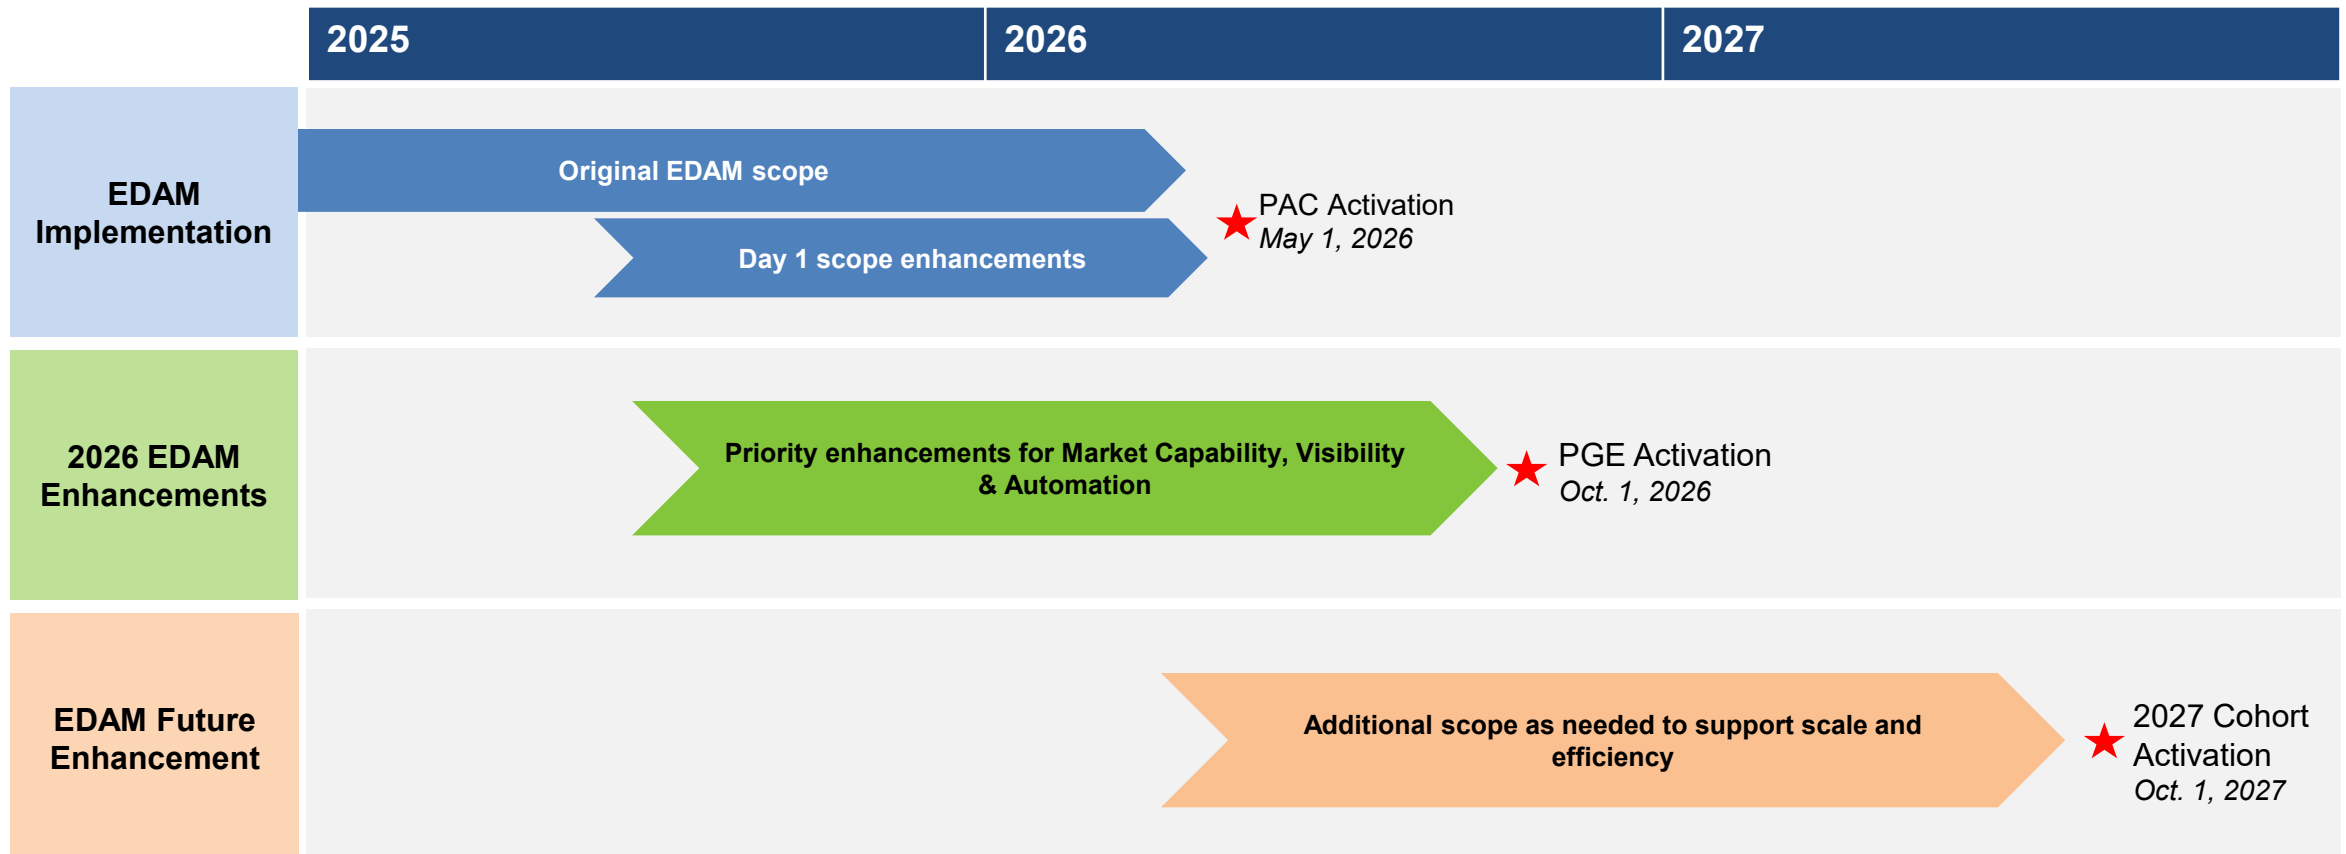 2025
2026
2027
EDAM
Implementation
Original EDAM scope
Day 1 scope enhancements
PAC Activation
May 1, 2026
2026 EDAM
Enhancements
Priority enhancements for Market Capability, Visibility
& Automation
PGE Activation
Oct. 1, 2026
EDAM Future
Enhancement
Additional scope as needed to support scale and
efficiency
2027 Cohort
Activation
Oct. 1, 2027